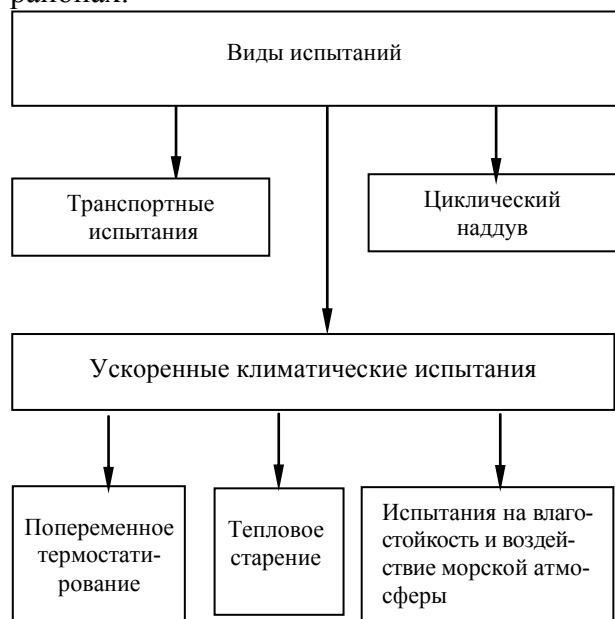 районах.
Виды испытаний
Транспортные
испытания
Циклический
наддув
Ускоренные климатические испытания
Попеременное
термостати-
рование
Тепловое
старение
Испытания на влаго-
стойкость и воздей-
ствие морской атмо-
сферы